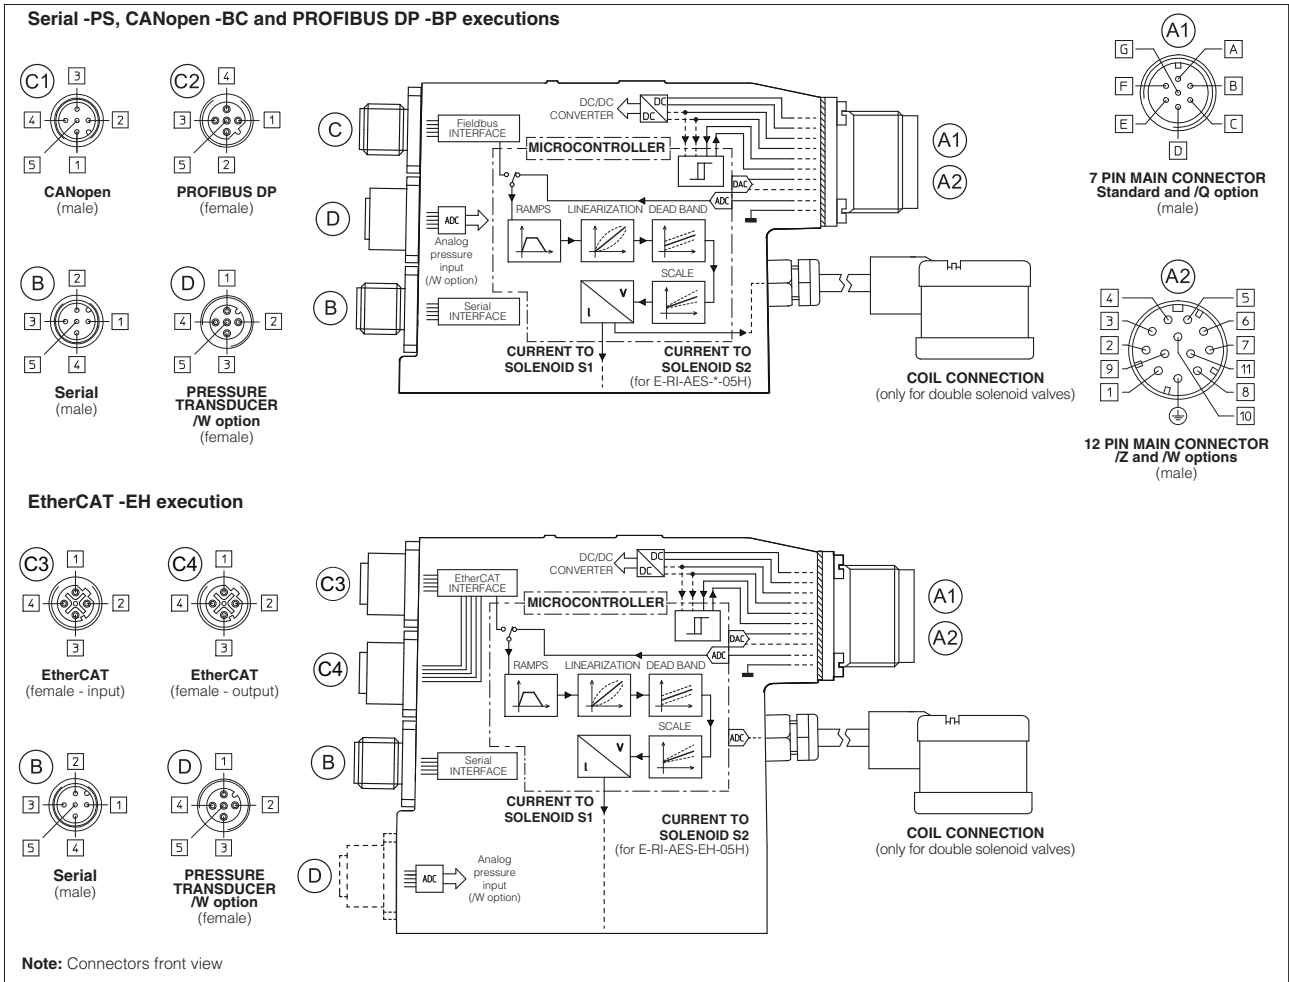 Serial -PS, CANopen -BC and PROFIBUS DP -BP executions
C1
3
4
2
5
1
CANopen
(male)
C2
4
3
1
5
2
PROFIBUS DP
(female)
B
2
3
1
5
4
Serial
(male)
D
1
4
2
5
3
PRESSURE
TRANSDUCER
/W option
(female)
C
D
B
Fieldbus
INTERFACE
DC/DC
CONVERTER
DC
DC
MICROCONTROLLER
DAC
ADC
ADC
Analog
pressure
input
(/W option)
RAMPS
LINEARIZATION
DEAD BAND
SCALE
V
I
Serial
INTERFACE
CURRENT TO
SOLENOID S1
CURRENT TO
SOLENOID S2
(for E-RI-AES-*-05H)
A1
A2
COIL CONNECTION
(only for double solenoid valves)
A1
G
A
F
B
E
C
D
7 PIN MAIN CONNECTOR
Standard and /Q option
(male)
A2
4
5
3
6
2
7
9
11
1
8
10
12 PIN MAIN CONNECTOR
/Z and /W options
(male)
EtherCAT -EH execution
C3
1
4
2
3
EtherCAT
(female - input)
C4
1
4
2
3
EtherCAT
(female - output)
B
2
3
1
5
4
Serial
(male)
D
1
4
2
5
3
PRESSURE
TRANSDUCER
/W option
(female)
C3
C4
B
D
EtherCAT
INTERFACE
DC/DC
CONVERTER
DC
DC
MICROCONTROLLER
DAC
ADC
RAMPS
LINEARIZATION
DEAD BAND
SCALE
ADC
V
I
Serial
INTERFACE
CURRENT TO
SOLENOID S1
CURRENT TO
SOLENOID S2
(for E-RI-AES-EH-05H)
ADC
Analog
pressure
input
(/W option)
A1
A2
COIL CONNECTION
(only for double solenoid valves)
Note: Connectors front view